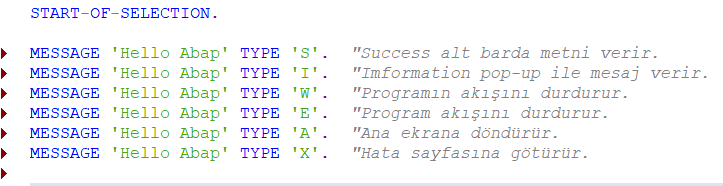 START-OF-SELECTION.
MESSAGE 'Hello Abap' TYPE 'S'. "Success alt barda metni verir.
MESSAGE 'Hello Abap' TYPE 'I'. "Imformation pop-up ile mesaj verir.
MESSAGE 'Hello Abap' TYPE 'W'. "Programın akışını durdurur.
MESSAGE 'Hello Abap' TYPE 'E'. "Program akışını durdurur.
MESSAGE 'Hello Abap' TYPE 'A'. "Ana ekrana döndürür.
MESSAGE 'Hello Abap' TYPE 'X'. "Hata sayfasına götürür.